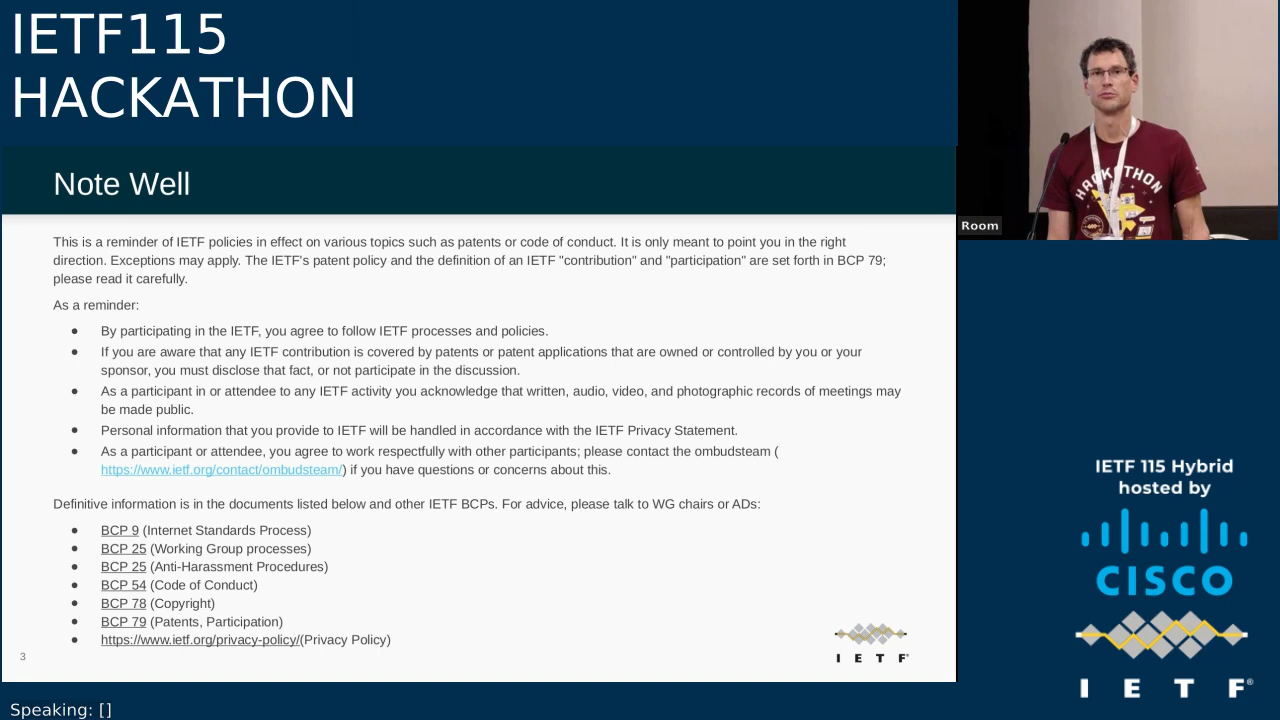 IETF115
HACKATHON
Note Well
This is a reminder of IETF policies in effect on various topics such as patents or code of conduct. It is only meant to point you in the right
direction. Exceptions may apply. The IETF's patent policy and the definition of an IETF "contribution" and "participation" are set forth in BCP 79;
please read it carefully.
As a reminder:
● By participating in the IETF, you agree to follow IETF processes and policies.
● If you are aware that any IETF contribution is covered by patents or patent applications that are owned or controlled by you or your
sponsor, you must disclose that fact, or not participate in the discussion.
● As a participant in or attendee to any IETF activity you acknowledge that written, audio, video, and photographic records of meetings may
be made public.
● Personal information that you provide to IETF will be handled in accordance with the IETF Privacy Statement.
● As a participant or attendee, you agree to work respectfully with other participants; please contact the ombudsteam (
https://www.ietf.org/contact/ombudsteam/) if you have questions or concerns about this.
Definitive information is in the documents listed below and other IETF BCPs. For advice, please talk to WG chairs or ADs:
● BCP 9 (Internet Standards Process)
● BCP 25 (Working Group processes)
● BCP 25 (Anti-Harassment Procedures)
● BCP 54 (Code of Conduct)
● BCP 78 (Copyright)
● BCP 79 (Patents, Participation)
● https://www.ietf.org/privacy-policy/(Privacy Policy)
3
I E T F®
HACKATHON
Room
IETF 115 Hybrid
hosted by
CISCO
I E T F®
Speaking: []